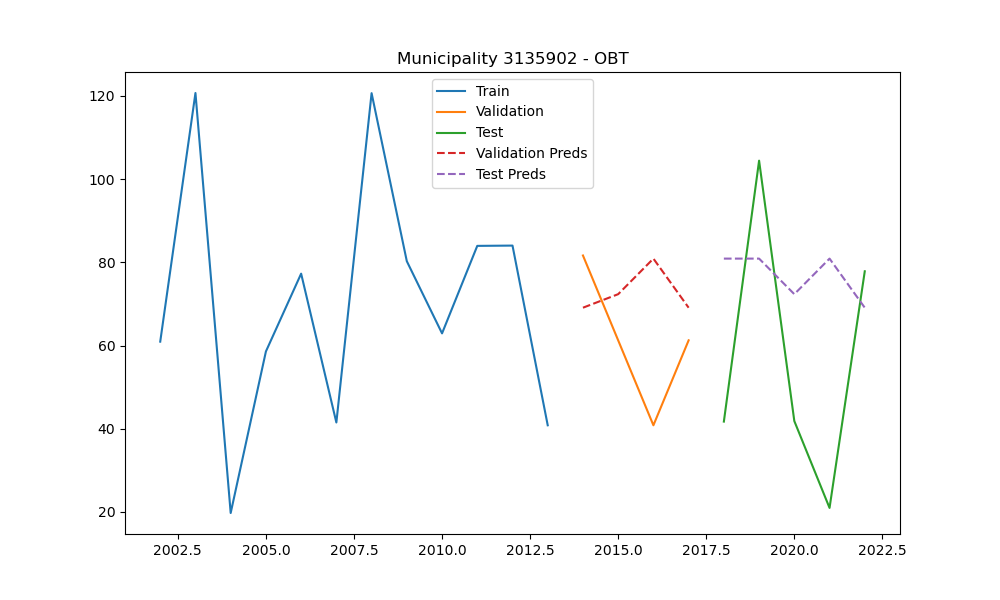 Municipality 3135902 - OBT
Train
Validation
Test
Validation Preds
Test Preds
120
100
80
60
40
20
2002.5 2005.0 2007.5 2010.0 2012.5 2015.0 2017.5 2020.0 2022.5